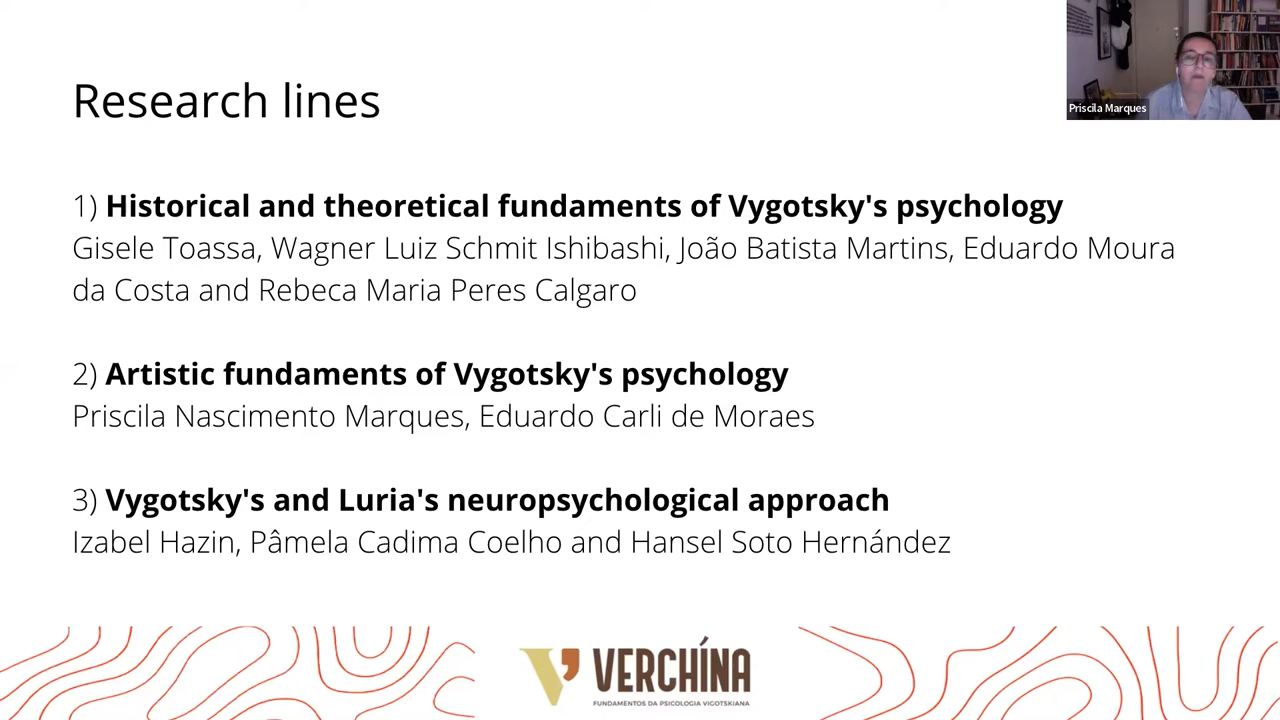 Research lines
Priscila Marques
1) Historical and theoretical fundaments of Vygotsky's psychology
Gisele Toassa, Wagner Luiz Schmit Ishibashi, João Batista Martins, Eduardo Moura
da Costa and Rebeca Maria Peres Calgaro
2) Artistic fundaments of Vygotsky's psychology
Priscila Nascimento Marques, Eduardo Carli de Moraes
3) Vygotsky's and Luria's neuropsychological approach
Izabel Hazin, Pâmela Cadima Coelho and Hansel Soto Hernández
VERCHÍNA
FUNDAMENTOS DA PSICOLOGIA VIGOTSKIANA